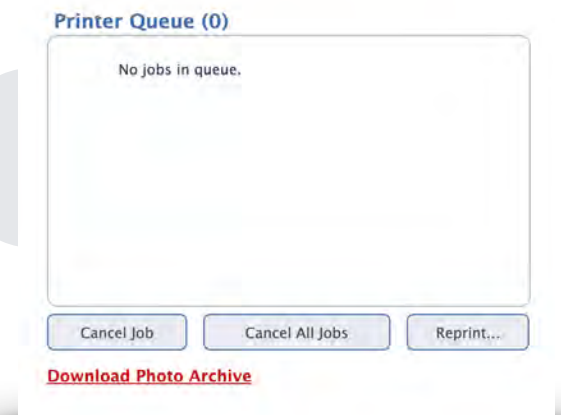 Printer Queue (0)
No jobs in queue.
Cancel Job
Cancel All Jobs
Reprint...
Download Photo Archive